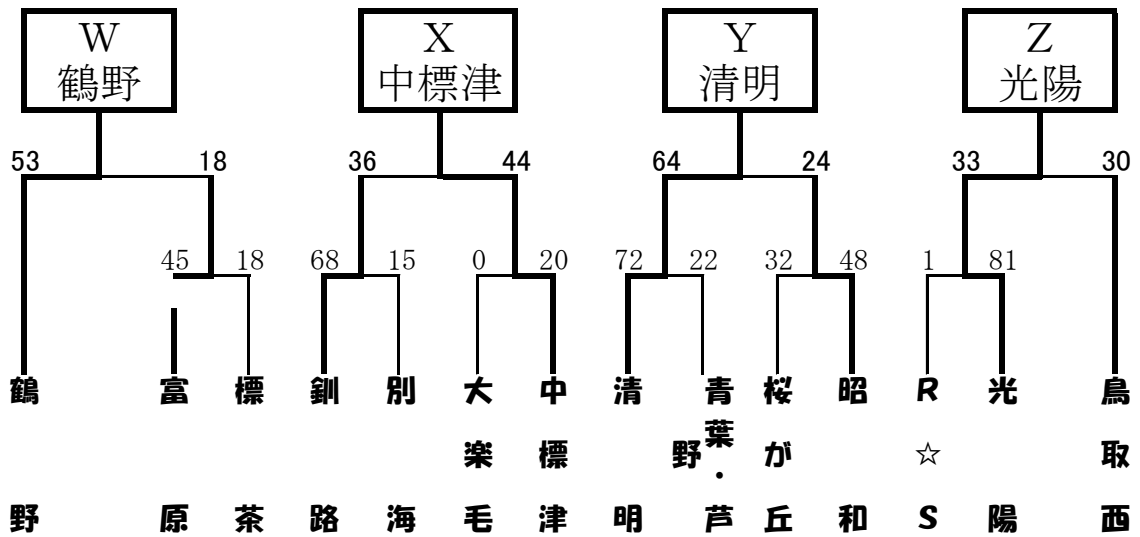 W
鶴野
X
中標津
Y
清明
Z
光陽
53 18 36 44 64 24 33 30
45 18 68 15 0 20 72 22 32 48 1 81
鶴野
富原
標茶
釧路
別海
大楽毛
中標津
清明
青葉・芦野
桜が丘
昭和
R☆S
光陽
鳥取西